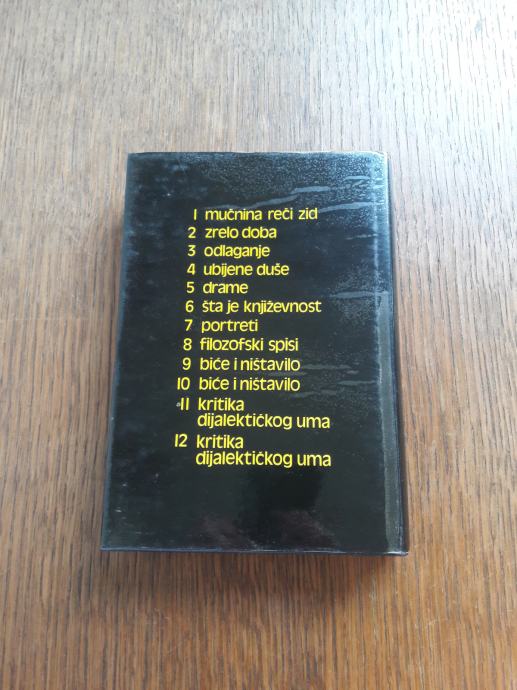 1 mučnina reči zid
2 zrelo doba
3 odlaganje
4 ubijene duše
5 drame
6 šta je književnost
7 portreti
8 filozofski spisi
9 biće i ništavilo
10 biće i ništavilo
11 kritika
dijalektičkog uma
12 kritika
dijalektičkog uma